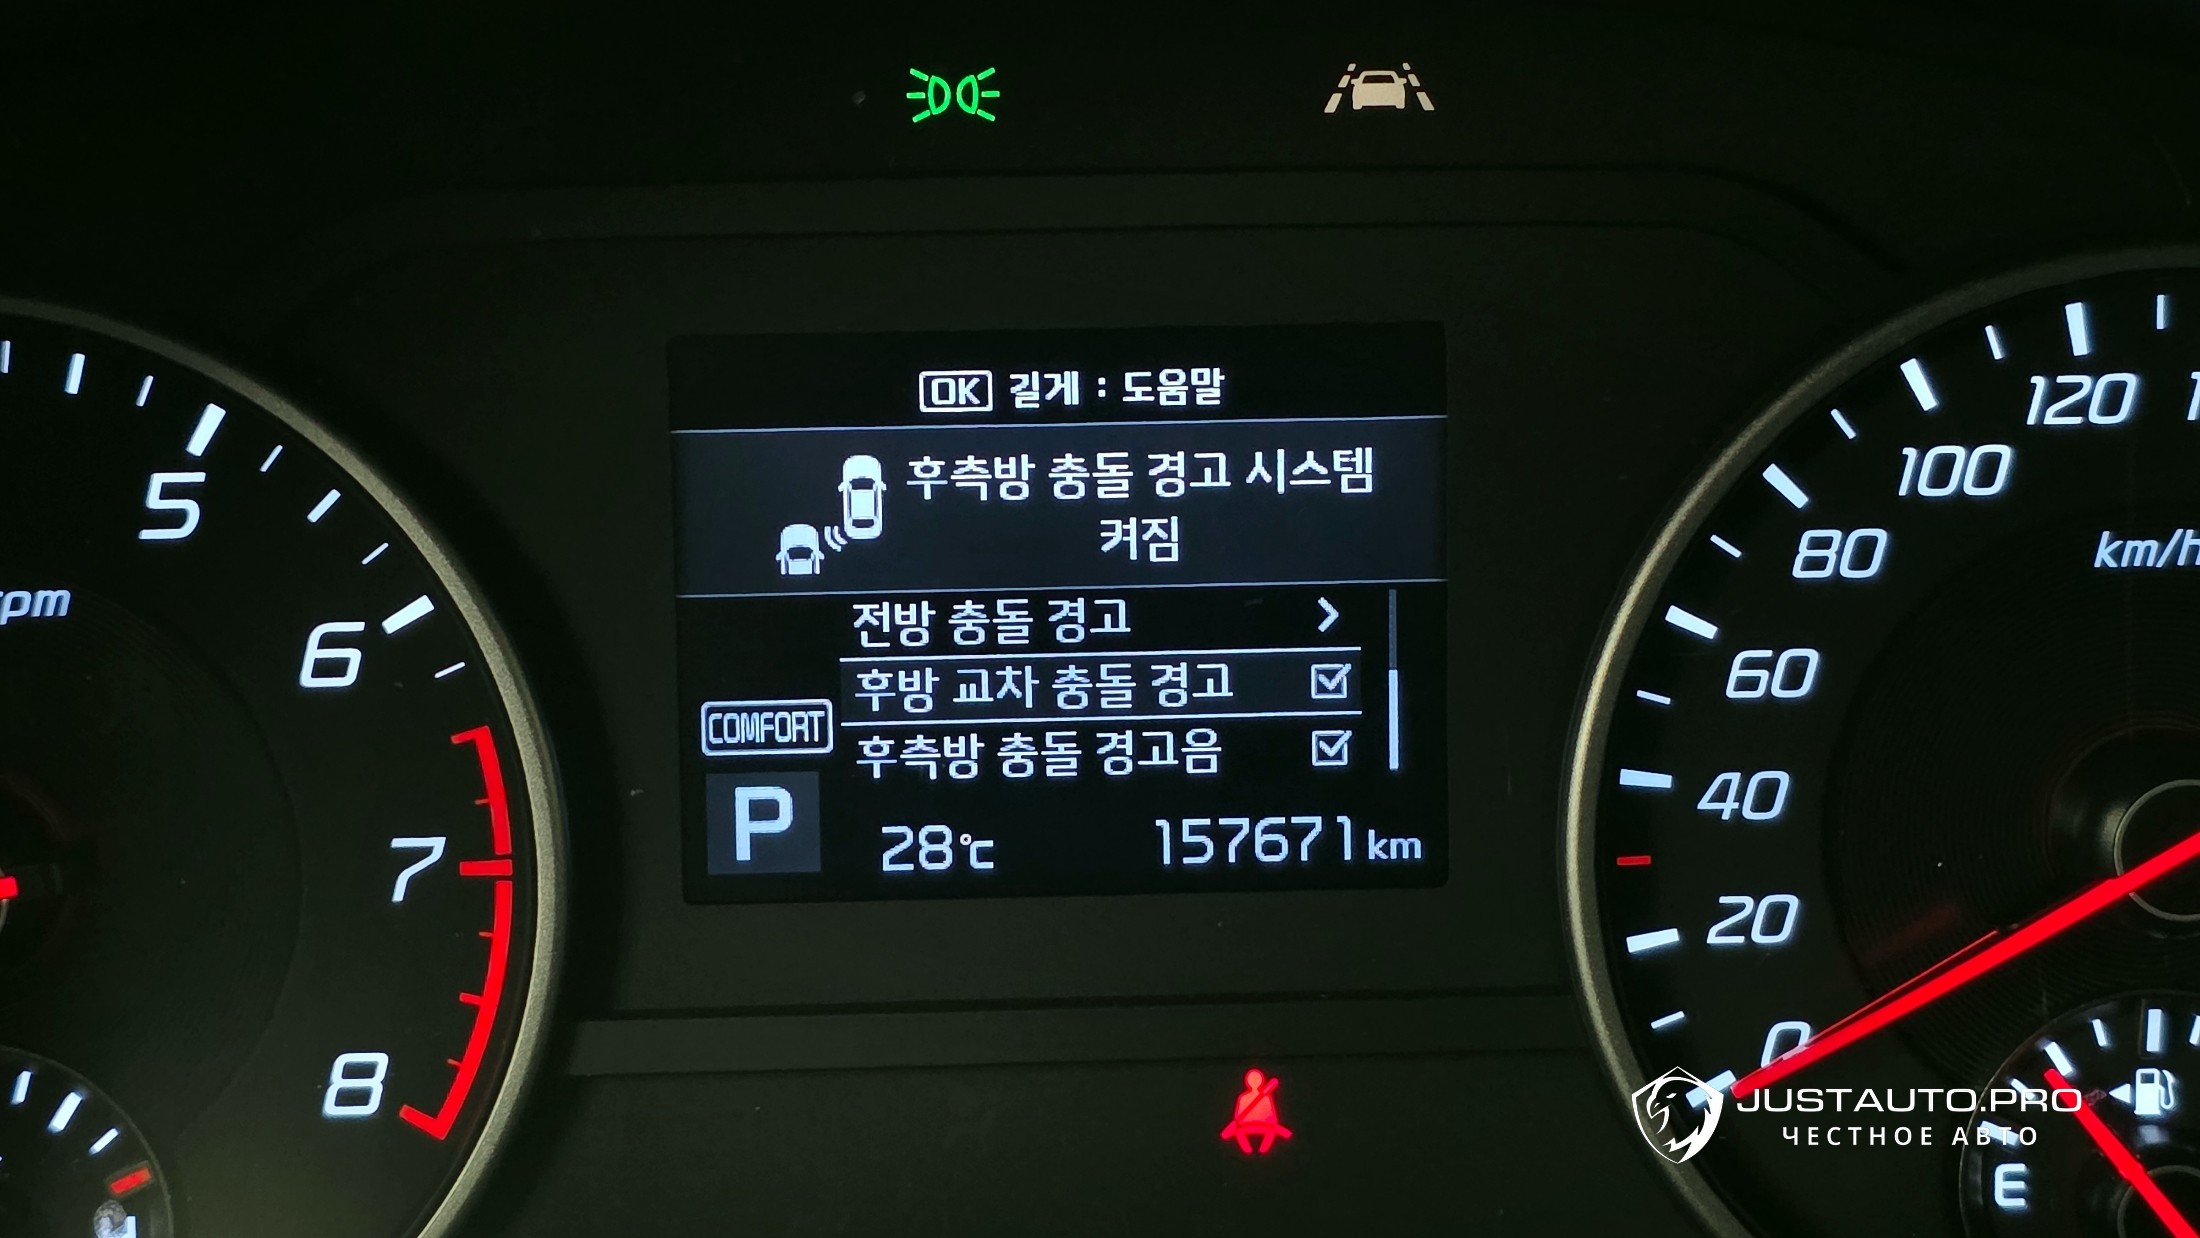 OK 길게 : 도움말
후측방 충돌 경고 시스템
켜짐
전방 충돌 경고
후방 교차 충돌 경고
후측방 충돌 경고음
COMFORT
P
28°C
157671 km
5
6
7
8
rpm
120
100
80
60
40
20
0
km/h
E
JUSTAUTO.PRO
ЧЕСТНОЕ АВТО